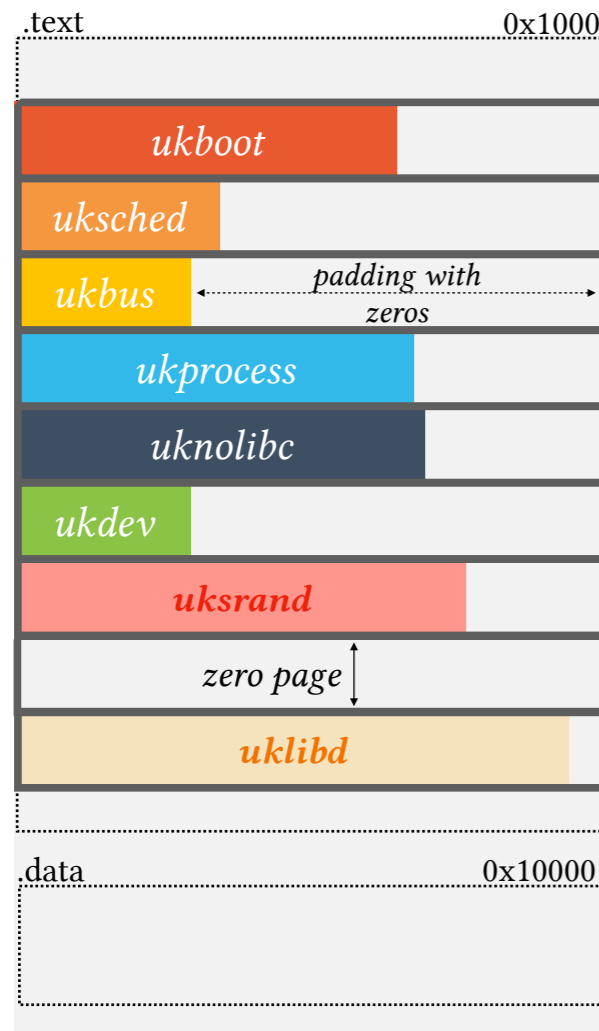 .text 0x1000
ukboot
uksched
ukbus
padding with
zeros
ukprocess
uknolibc
ukdev
uksrand
zero page
uklibd
.data 0x10000